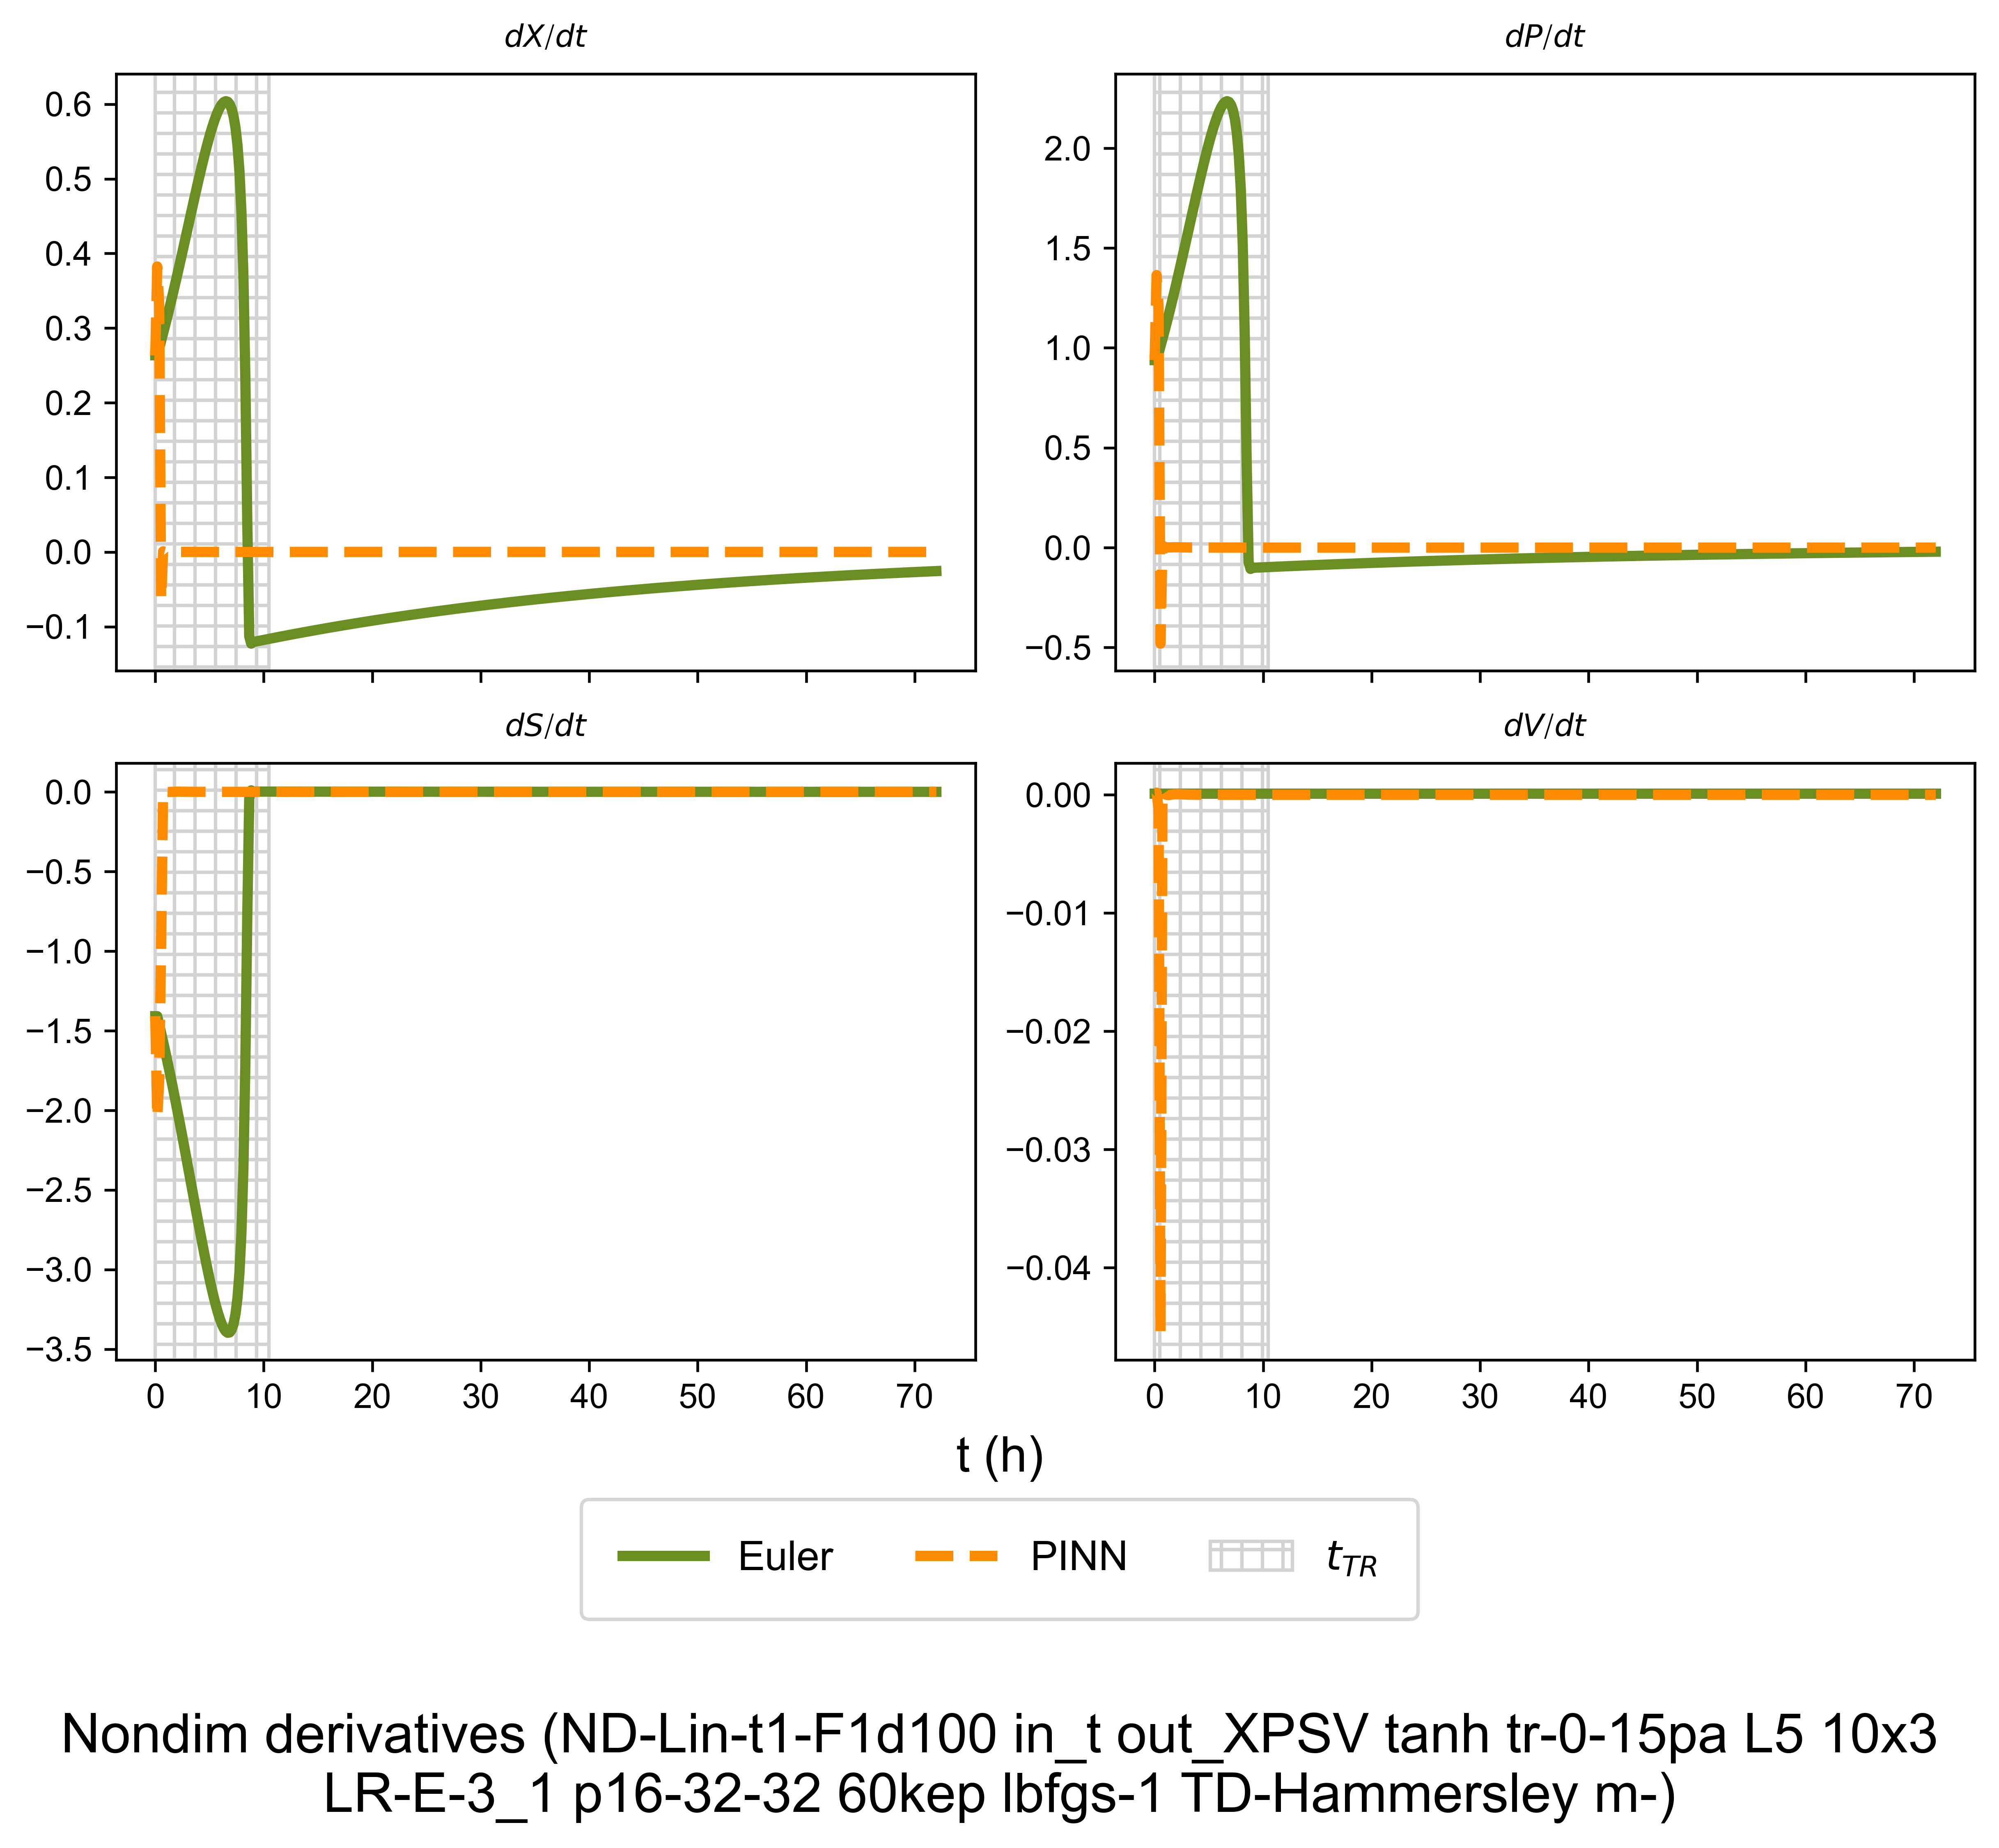 dX/dt
dP/dt
0.6
0.5
0.4
0.3
0.2
0.1
0.0
−0.1
2.0
1.5
1.0
0.5
0.0
−0.5
dS/dt
dV/dt
0.0
−0.5
−1.0
−1.5
−2.0
−2.5
−3.0
−3.5
0 10 20 30 40 50 60 70
0.00
−0.01
−0.02
−0.03
−0.04
0 10 20 30 40 50 60 70
t (h)
Euler PINN t_TR
Nondim derivatives (ND-Lin-t1-F1d100 in_t out_XPSV tanh tr-0-15pa L5 10x3
LR-E-3_1 p16-32-32 60kep lbfgs-1 TD-Hammersley m-)